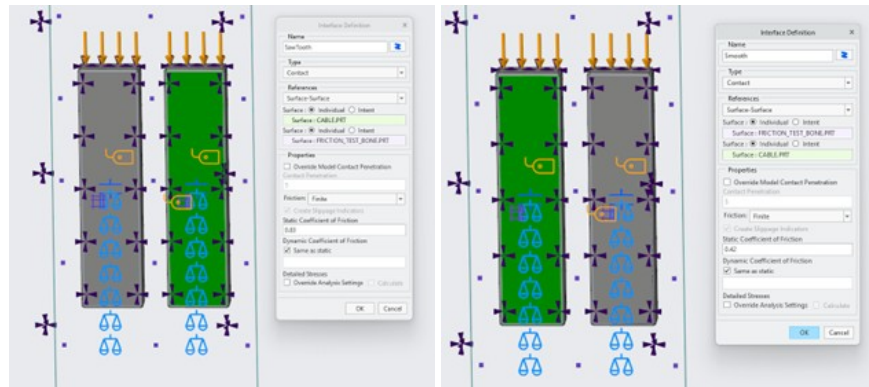 Interface Definition
Name
SawTooth
Type
Contact
References
Surface-Surface
Surface : Individual Intent
Surface : CABLE.PRT
Surface : Individual Intent
Surface : FRICTION_TEST_BONE.PRT
Properties
Override Model Contact Penetration
Contact Penetration
Friction: Finite
Create Slippage Indicators
Static Coefficient of Friction
Dynamic Coefficient of Friction
Same as static
Detailed Stresses
Override Analysis Settings Calculate
OK Cancel
Interface Definition
Name
Smooth
Type
Contact
References
Surface-Surface
Surface : Individual Intent
Surface : FRICTION_TEST_BONE.PRT
Surface : Individual Intent
Surface : CABLE.PRT
Properties
Override Model Contact Penetration
Contact Penetration
Friction: Finite
Create Slippage Indicators
Static Coefficient of Friction
0.42
Dynamic Coefficient of Friction
Same as static
Detailed Stresses
Override Analysis Settings Calculate
OK Cancel